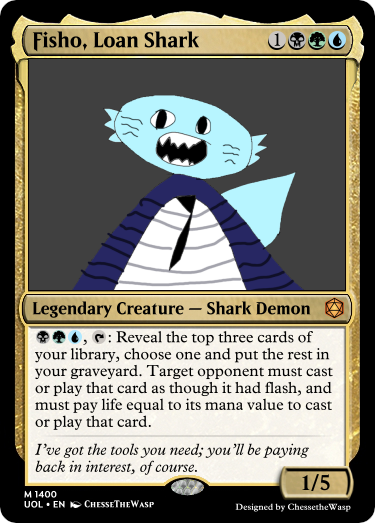 Fisho, Loan Shark 1
Legendary Creature — Shark Demon
, : Reveal the top three cards of
your library, choose one and put the rest in
your graveyard. Target opponent must cast
or play that card as though it had flash, and
must pay life equal to its mana value to cast
or play that card.
I've got the tools you need; you'll be paying
back in interest, of course.
1/5
M 1400
UOL • EN ChesseTheWasp
Designed by ChessetheWasp